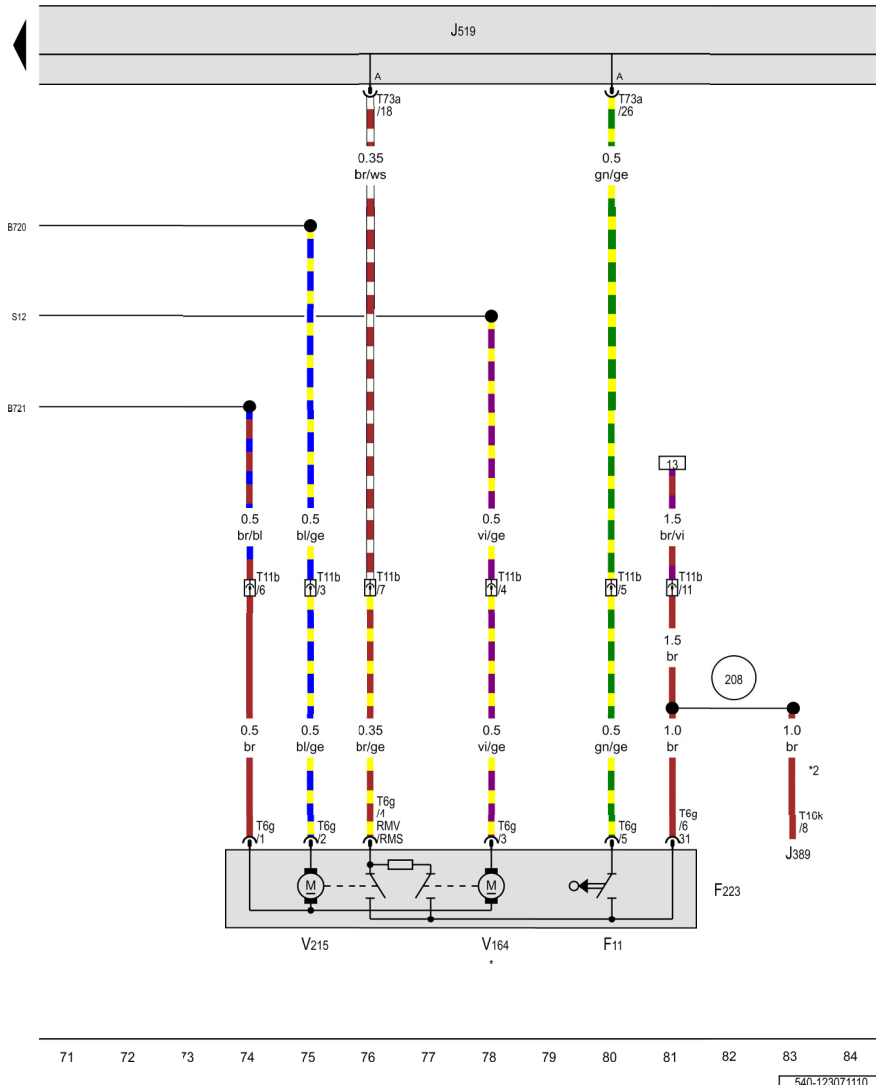 J519
A
A
T73a
/18
T73a
/26
0.35
br/ws
0.5
gn/ge
B720
S12
B721
13
0.5
br/bl
0.5
bl/ge
0.5
vi/ge
1.5
br/vi
T11b
/6
T11b
/3
T11b
/7
T11b
/4
T11b
/5
T11b
/11
1.5
br
208
0.5
br
0.5
bl/ge
0.35
br/ge
0.5
vi/ge
0.5
gn/ge
1.0
br
1.0
br
*2
T6g
/1
T6g
/2
T6g
/4
RMV
/RMS
T6g
/3
T6g
/5
T6g
/6
31
T16k
/8
J389
M
M
F223
V215
V164
*
F11
71 72 73 74 75 76 77 78 79 80 81 82 83 84
540-123071110